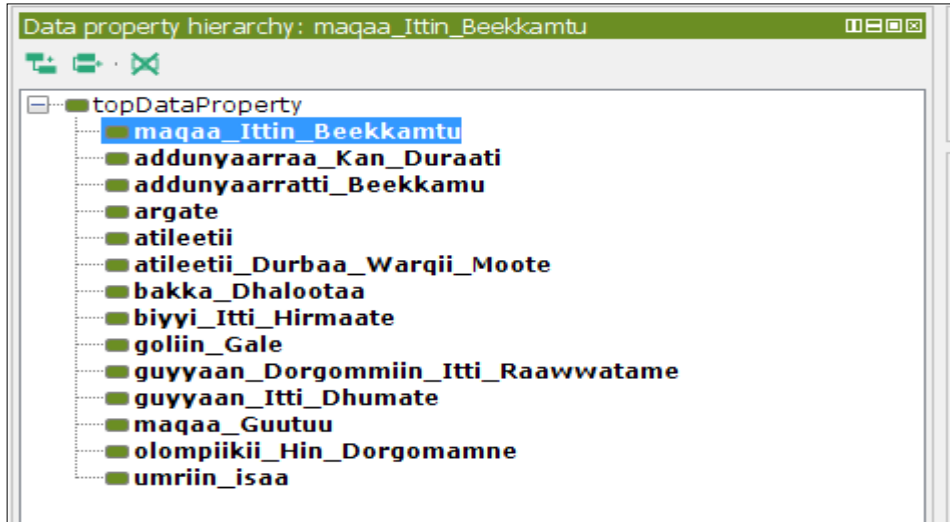 Data property hierarchy: maqaa_Ittin_Beekkamtu
topDataProperty
maqaa_Ittin_Beekkamtu
addunyaarraa_Kan_Duraati
addunyaarratti_Beekkamu
argate
atileetii
atileetii_Durbaa_Warqii_Moote
bakka_Dhalootaa
biyyi_Itti_Hirmaate
goliin_Gale
guyyaan_Dorgommiin_Itti_Raawwatame
guyyaan_Itti_Dhumate
maqaa_Guutuu
olompiikii_Hin_Dorgomamne
umriin_isaa